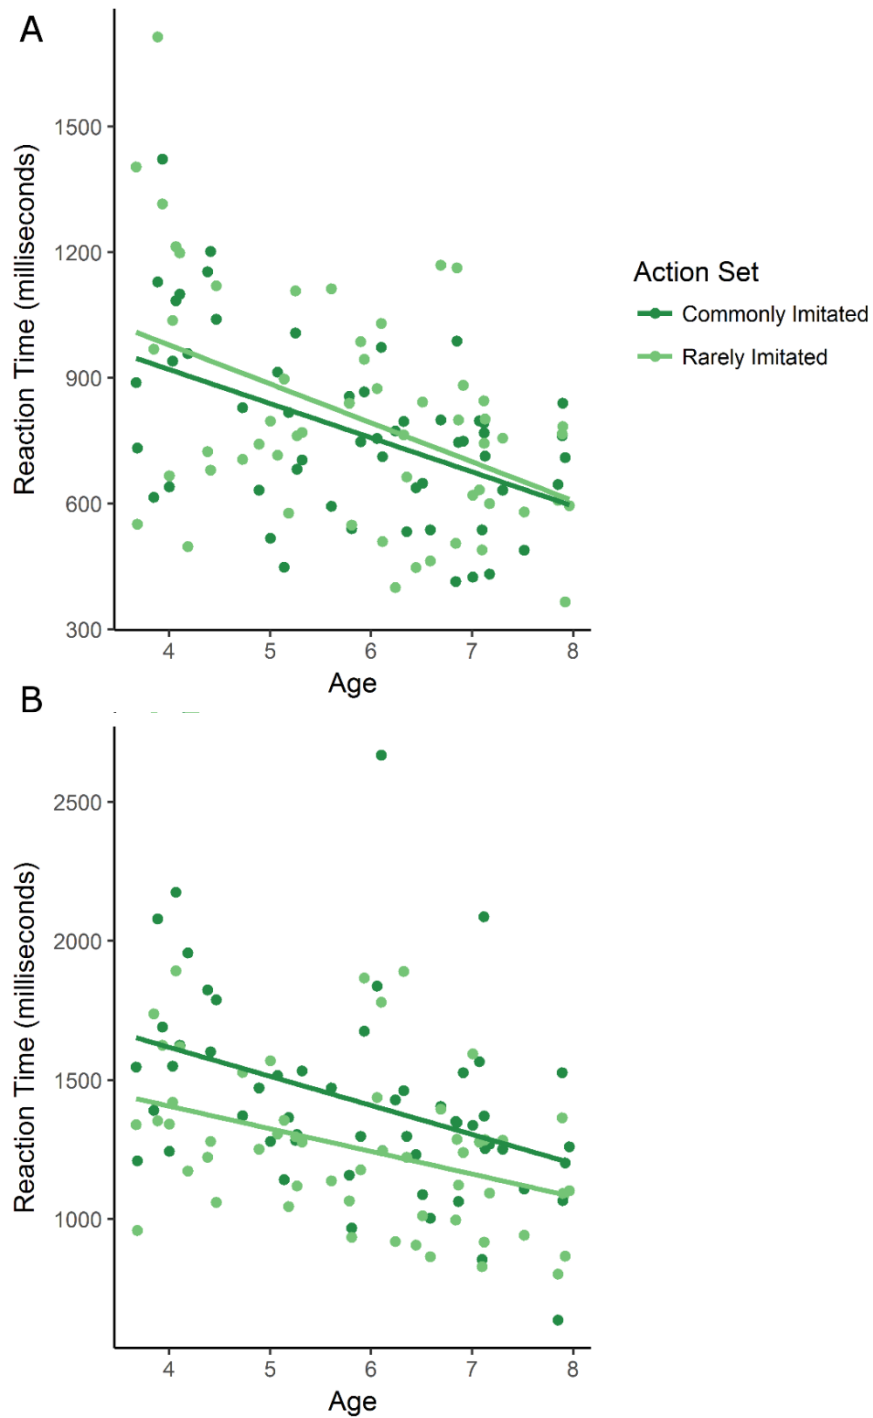 A
1500
1200
900
600
300
Reaction Time (milliseconds)
4 5 6 7 8
Age
Action Set
Commonly Imitated
Rarely Imitated
B
2500
2000
1500
1000
Reaction Time (milliseconds)
4 5 6 7 8
Age